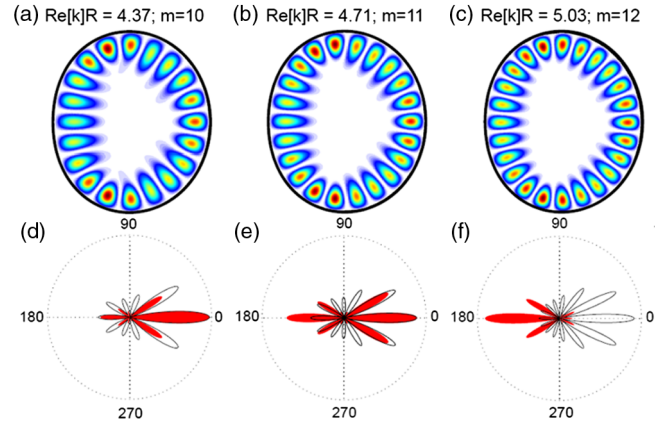 (a) Re[k]R = 4.37; m=10
(b) Re[k]R = 4.71; m=11
(c) Re[k]R = 5.03; m=12
(d) 90
180 0
270
(e) 90
180 0
270
(f) 90
180 0
270